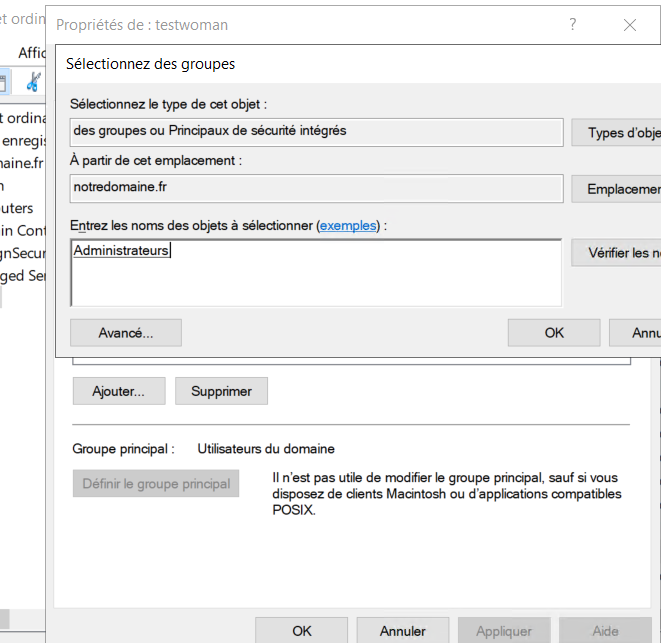 Propriétés de : testwoman
?
Affic
Sélectionnez des groupes
Sélectionnez le type de cet objet :
des groupes ou Principaux de sécurité intégrés
Types d'obje
À partir de cet emplacement :
notredomaine.fr
Emplacemen
Entrez les noms des objets à sélectionner (exemples) :
Administrateurs
Vérifier les no
Avancé...
OK
Annu
t ordina
enregis
naine.fr
n
outers
in Cont
gnSecur
ged Ser
Ajouter...
Supprimer
Groupe principal :
Utilisateurs du domaine
Définir le groupe principal
Il n'est pas utile de modifier le groupe principal, sauf si vous
disposez de clients Macintosh ou d'applications compatibles
POSIX.
OK
Annuler
Appliquer
Aide